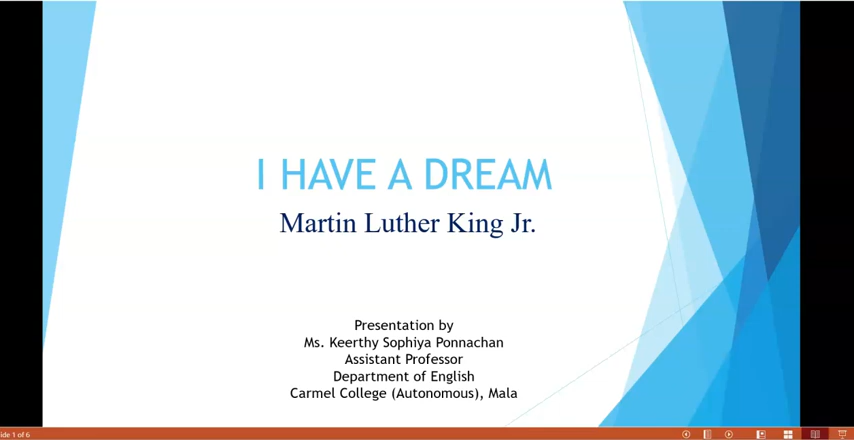 I HAVE A DREAM
Martin Luther King Jr.
Presentation by
Ms. Keerthy Sophiya Ponnachan
Assistant Professor
Department of English
Carmel College (Autonomous), Mala
lide 1 of 6